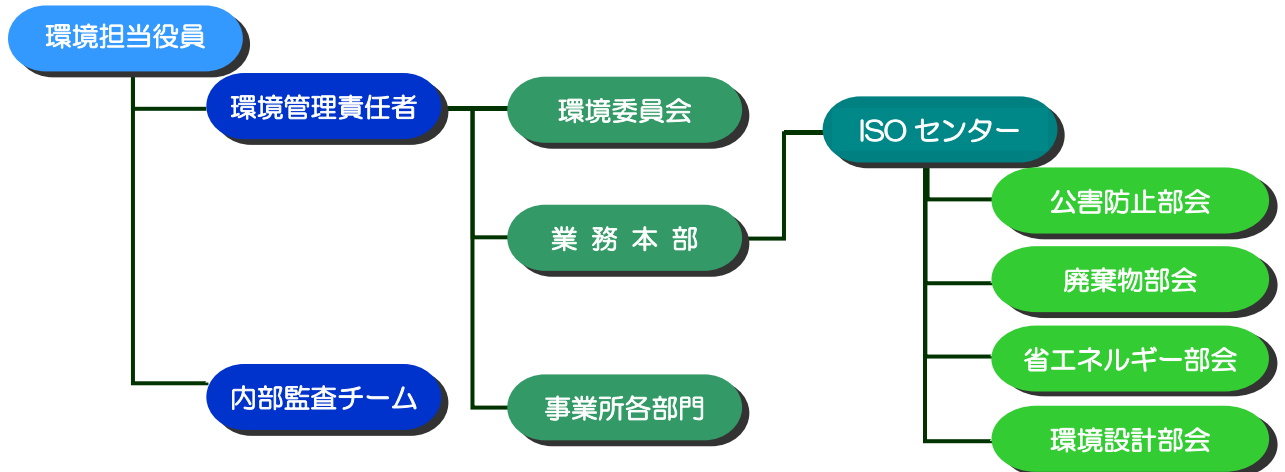 環境担当役員
環境管理責任者
環境委員会
ISO センター
公害防止部会
業 務 本 部
廃棄物部会
省エネルギー部会
内部監査チーム
事業所各部門
環境設計部会